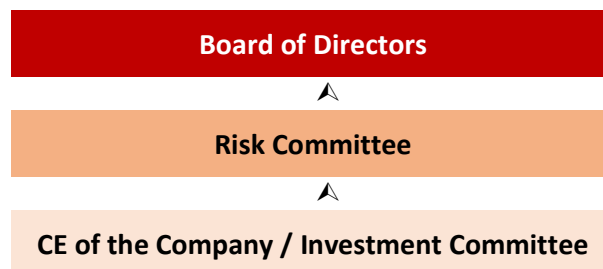 Board of Directors
Risk Committee
CE of the Company / Investment Committee